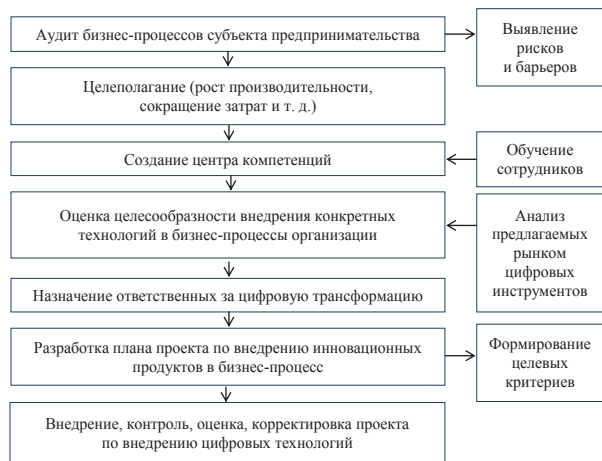 Аудит бизнес-процессов субъекта предпринимательства
Выявление
рисков
и барьеров
Целеполагание (рост производительности,
сокращение затрат и т. д.)
Создание центра компетенций
Обучение
сотрудников
Оценка целесообразности внедрения конкретных
технологий в бизнес-процессы организации
Анализ
предлагаемых
рынком
цифровых
инструментов
Назначение ответственных за цифровую трансформацию
Разработка плана проекта по внедрению инновационных
продуктов в бизнес-процесс
Формирование
целевых
критериев
Внедрение, контроль, оценка, корректировка проекта
по внедрению цифровых технологий